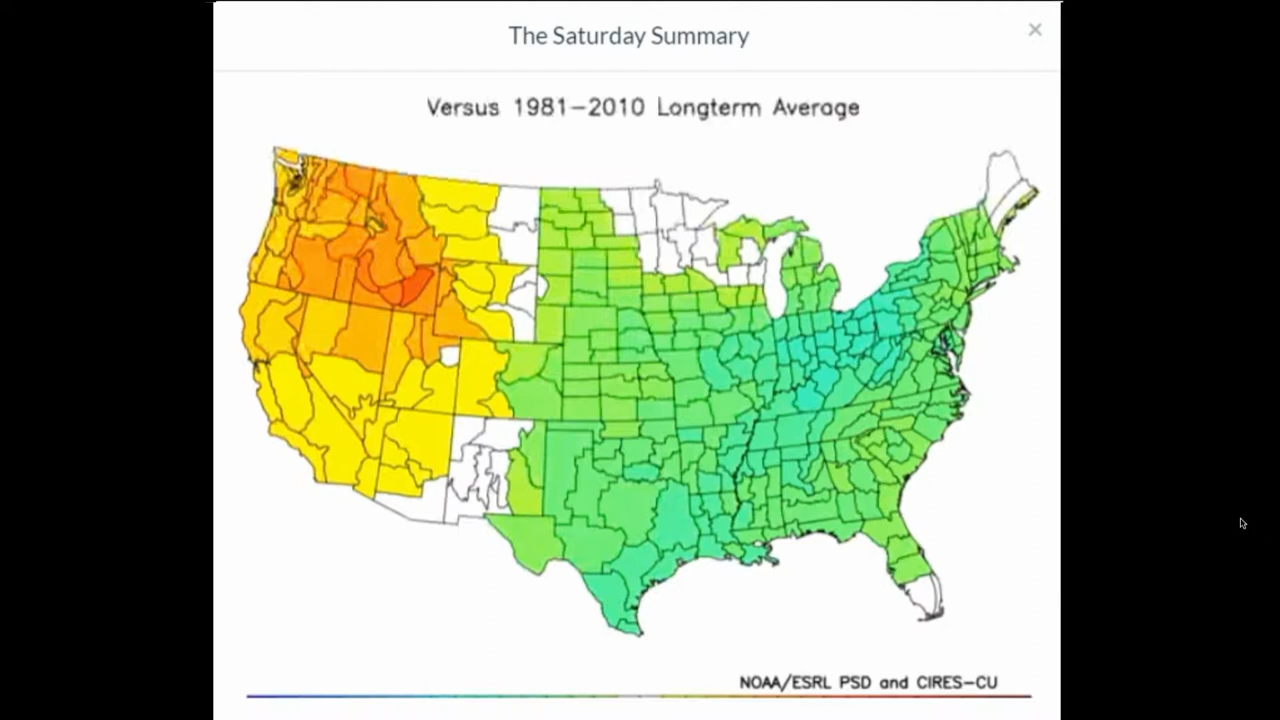 The Saturday Summary
×
Versus 1981-2010 Longterm Average
NOAA/ESRL PSD and CIRES-CU